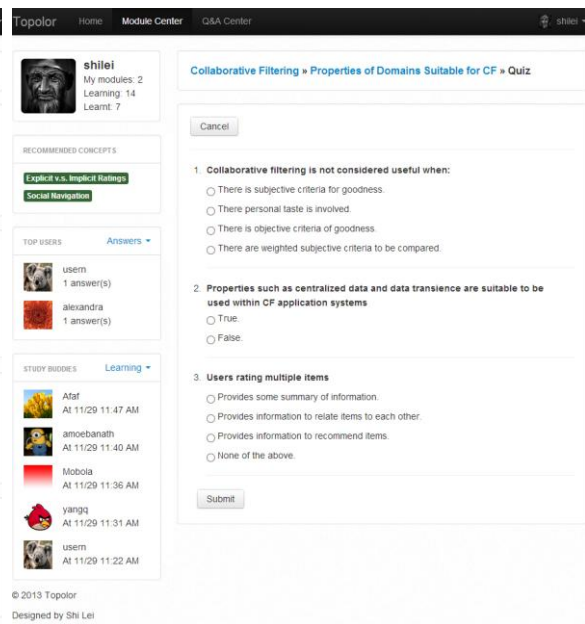 Topolor Home Module Center Q&A Center shilei
shilei
My modules: 2
Learning: 14
Learnt: 7
RECOMMENDED CONCEPTS
Explicit v.s. Implicit Ratings
Social Navigation
TOP USERS Answers
usern
1 answer(s)
alexandra
1 answer(s)
STUDY BUDDIES Learning
Afaf
At 11/29 11:47 AM
amoebanath
At 11/29 11:40 AM
Mobola
At 11/29 11:36 AM
yangq
At 11/29 11:31 AM
usern
At 11/29 11:22 AM
© 2013 Topolor
Designed by Shi Lei
Collaborative Filtering » Properties of Domains Suitable for CF » Quiz
Cancel
1. Collaborative filtering is not considered useful when:
There is subjective criteria for goodness.
There personal taste is involved.
There is objective criteria of goodness.
There are weighted subjective criteria to be compared.
2. Properties such as centralized data and data transience are suitable to be
used within CF application systems
True.
False.
3. Users rating multiple items
Provides some summary of information.
Provides information to relate items to each other.
Provides information to recommend items.
None of the above.
Submit